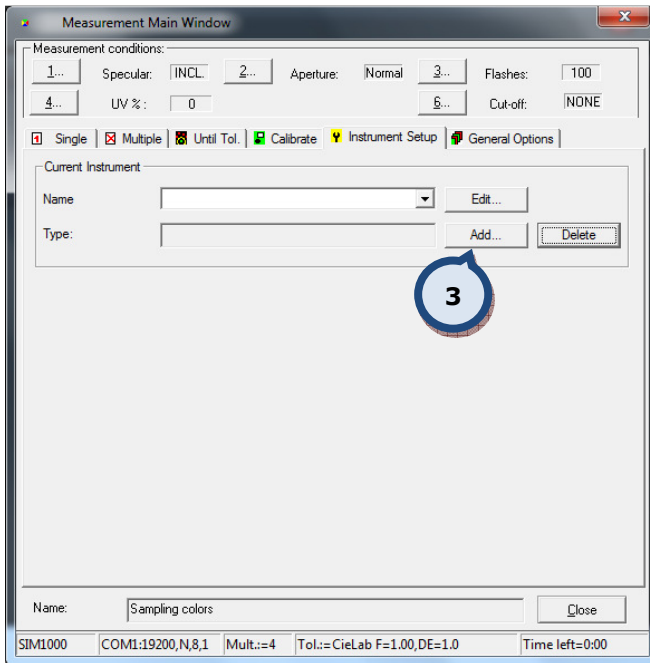 Measurement Main Window
Measurement conditions:
1... Specular: INCL. 2... Aperture: Normal 3... Flashes: 100
4... UV % : 0 6... Cut-off: NONE
1 Single Multiple Until Tol. Calibrate Instrument Setup General Options
Current Instrument
Name Edit...
Type: Add... Delete
3
Name: Sampling colors Close
SIM1000 COM1:19200,N,8,1 Mult.:=4 Tol.:=CieLab F=1.00,DE=1.0 Time left=0:00